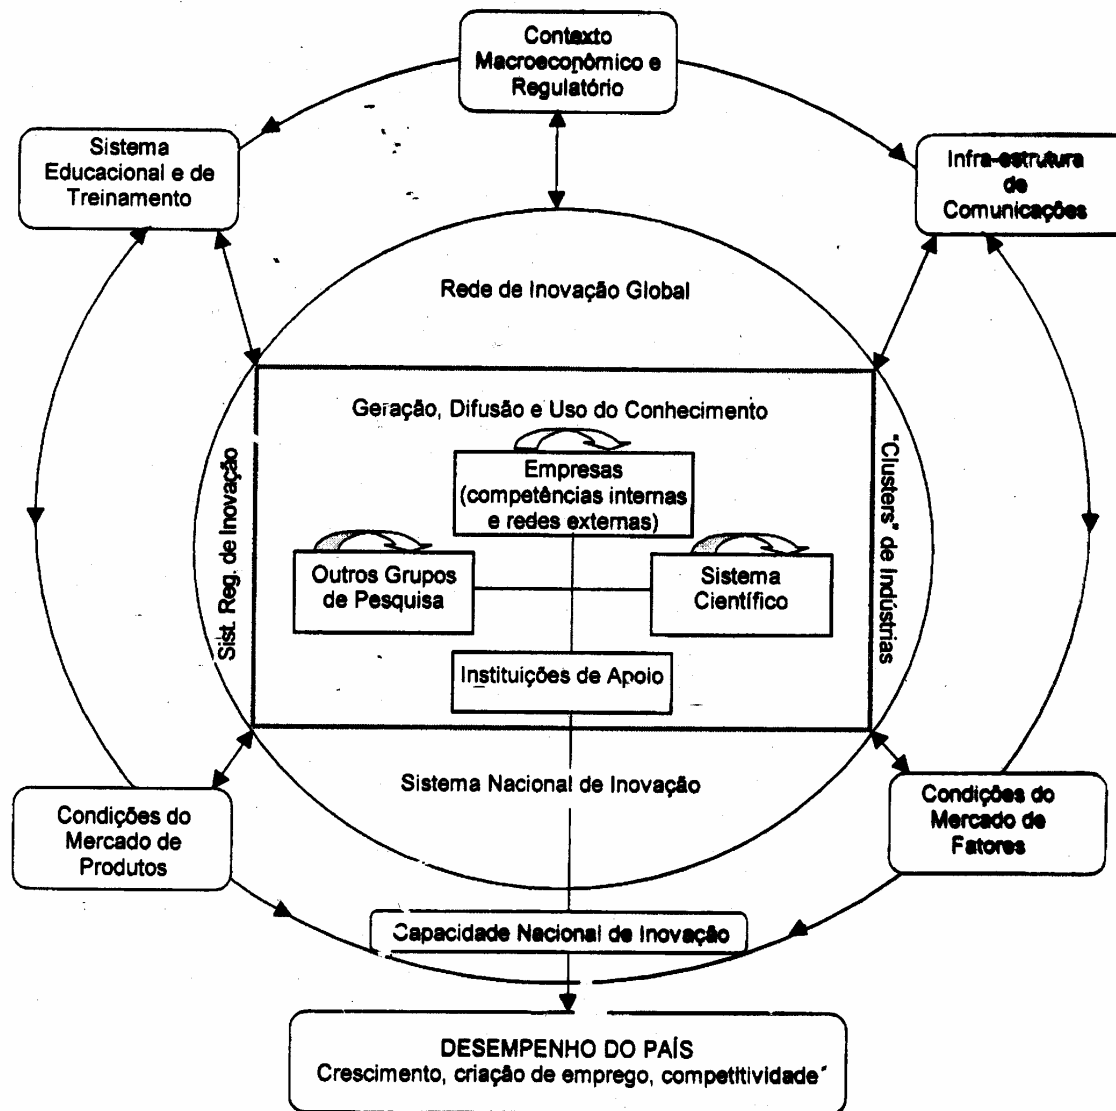 Contexto
Macroeconômico e
Regulatório
Sistema
Educacional e de
Treinamento
Infra-estrutura
de
Comunicações
Rede de Inovação Global
Geração, Difusão e Uso do Conhecimento
Sist. Reg. de Inovação
"Clusters" de Indústrias
Empresas
(competências internas
e redes externas)
Outros Grupos
de Pesquisa
Sistema
Científico
Instituições de Apoio
Sistema Nacional de Inovação
Condições do
Mercado de
Produtos
Condições do
Mercado de
Fatores
Capacidade Nacional de Inovação
DESEMPENHO DO PAÍS
Crescimento, criação de emprego, competitividade